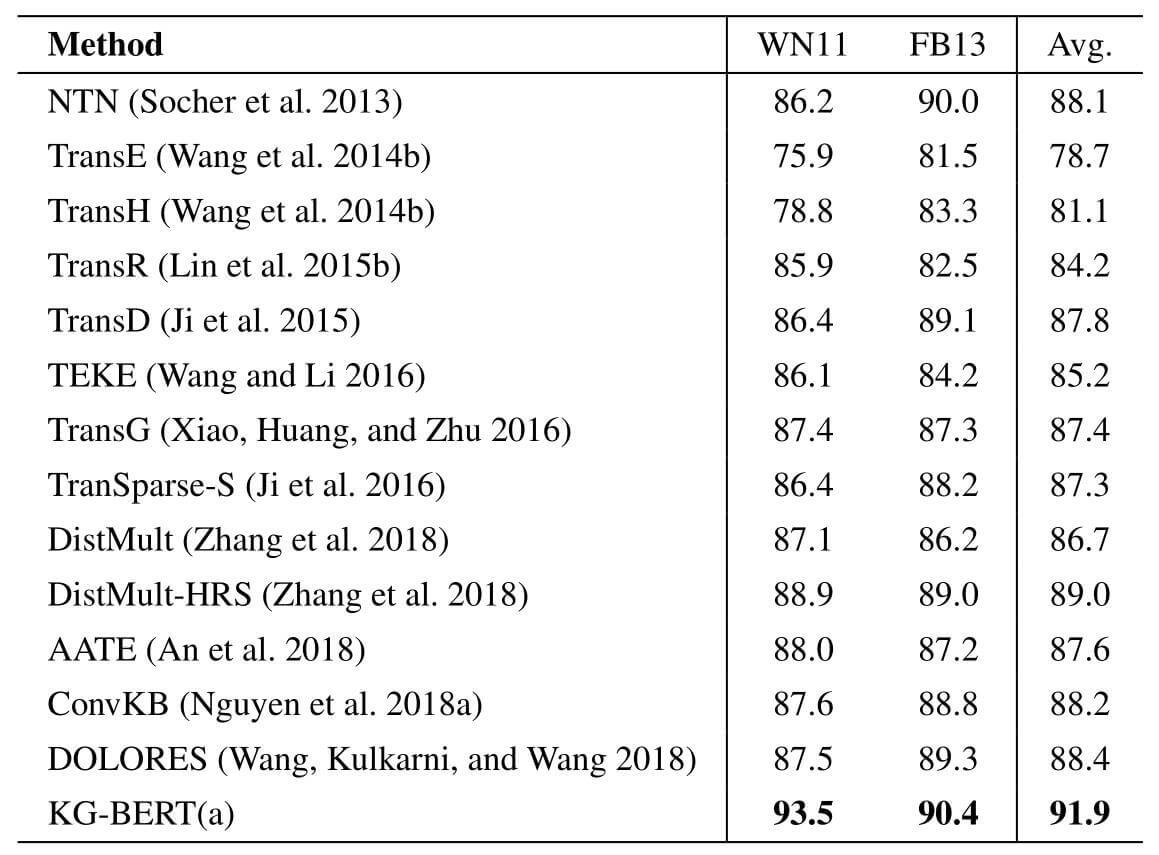 Method WN11 FB13 Avg.
NTN (Socher et al. 2013) 86.2 90.0 88.1
TransE (Wang et al. 2014b) 75.9 81.5 78.7
TransH (Wang et al. 2014b) 78.8 83.3 81.1
TransR (Lin et al. 2015b) 85.9 82.5 84.2
TransD (Ji et al. 2015) 86.4 89.1 87.8
TEKE (Wang and Li 2016) 86.1 84.2 85.2
TransG (Xiao, Huang, and Zhu 2016) 87.4 87.3 87.4
TranSparse-S (Ji et al. 2016) 86.4 88.2 87.3
DistMult (Zhang et al. 2018) 87.1 86.2 86.7
DistMult-HRS (Zhang et al. 2018) 88.9 89.0 89.0
AATE (An et al. 2018) 88.0 87.2 87.6
ConvKB (Nguyen et al. 2018a) 87.6 88.8 88.2
DOLORES (Wang, Kulkarni, and Wang 2018) 87.5 89.3 88.4
KG-BERT(a) 93.5 90.4 91.9